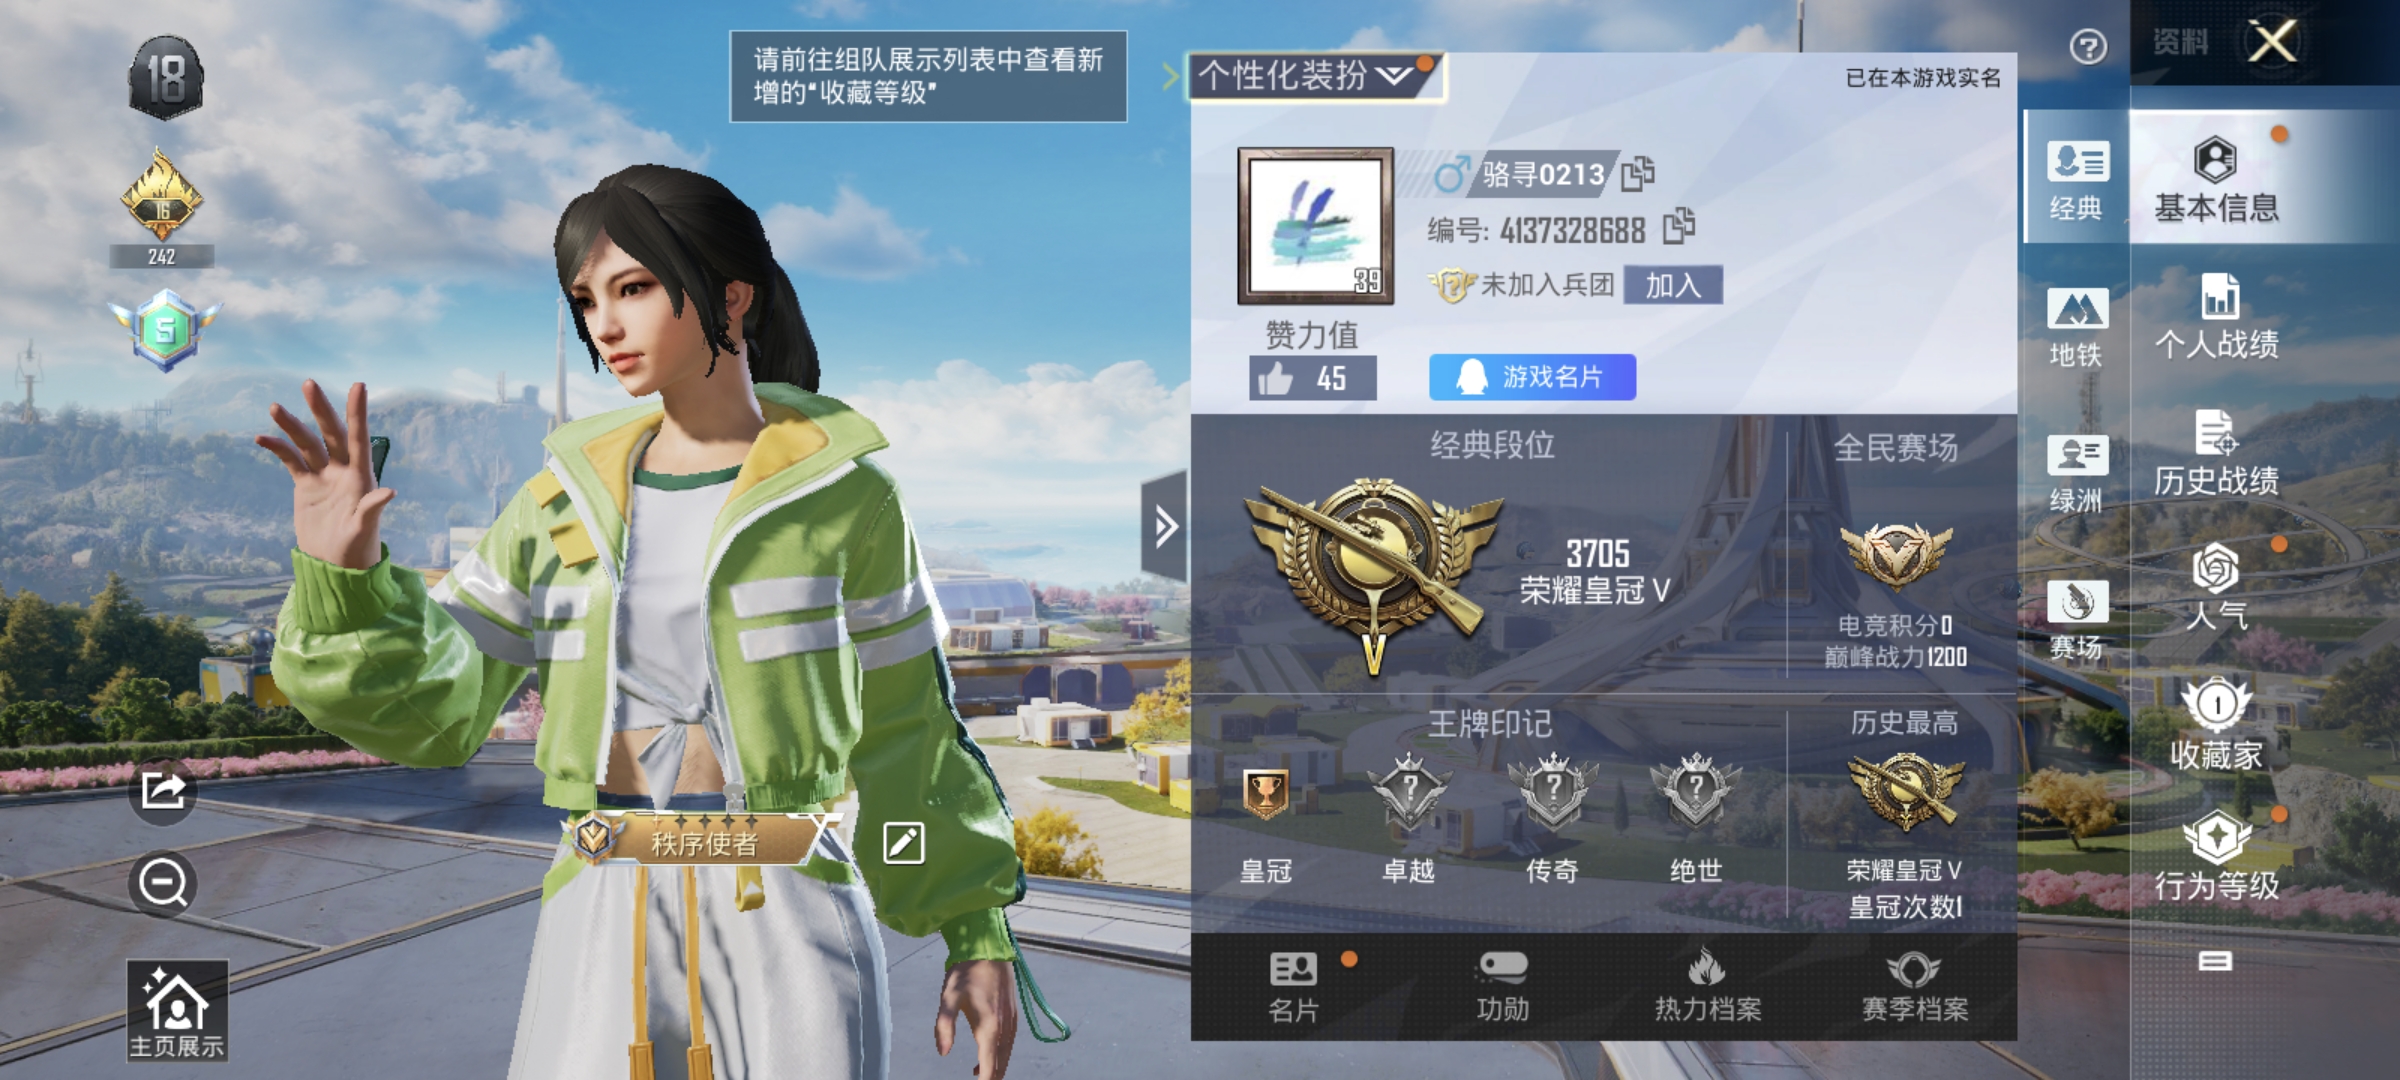 18
16
242
5
请前往组队展示列表中查看新
增的“收藏等级”
个性化装扮
已在本游戏实名
骆寻0213
编号: 4137328688
39
未加入兵团
加入
赞力值
45
游戏名片
经典段位
3705
荣耀皇冠 V
V
全民赛场
电竞积分0
巅峰战力1200
王牌印记
皇冠
卓越
传奇
绝世
历史最高
荣耀皇冠 V
皇冠次数1
名片
功勋
热力档案
赛季档案
秩序使者
主页展示
经典
地铁
绿洲
赛场
资料
基本信息
个人战绩
历史战绩
人气
1
收藏家
行为等级